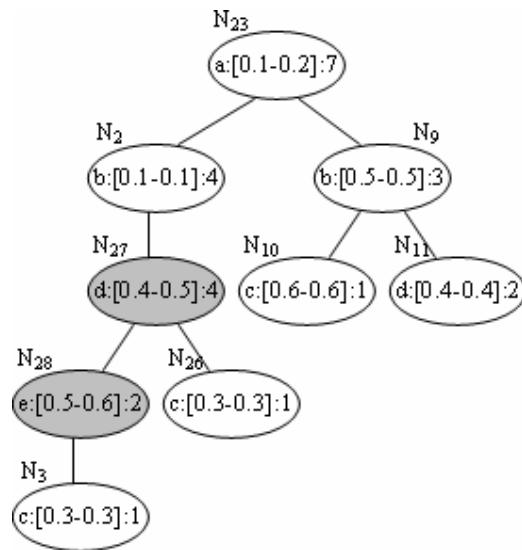 N23
a:[0.1-0.2]:7
N2
N9
b:[0.1-0.1]:4
b:[0.5-0.5]:3
N27
N10
N11
d:[0.4-0.5]:4
c:[0.6-0.6]:1
d:[0.4-0.4]:2
N28
N26
e:[0.5-0.6]:2
c:[0.3-0.3]:1
N3
c:[0.3-0.3]:1